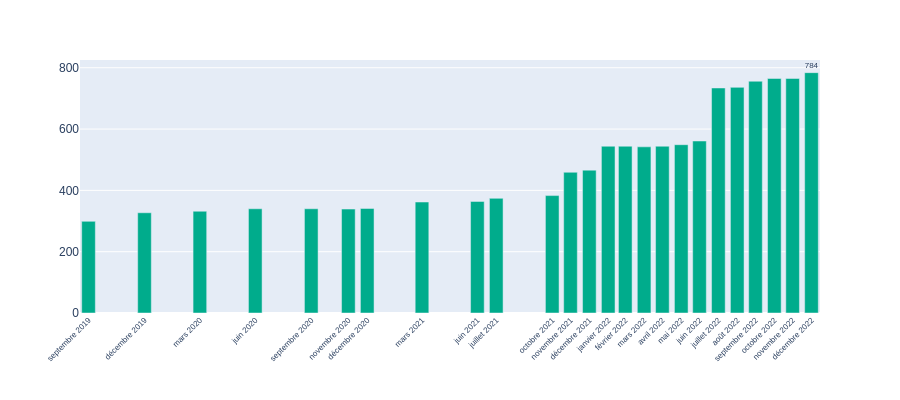 800
600
400
200
0
784
septembre 2019
décembre 2019
mars 2020
juin 2020
septembre 2020
novembre 2020
décembre 2020
mars 2021
juin 2021
juillet 2021
octobre 2021
novembre 2021
décembre 2021
janvier 2022
février 2022
mars 2022
avril 2022
mai 2022
juin 2022
juillet 2022
août 2022
septembre 2022
octobre 2022
novembre 2022
décembre 2022